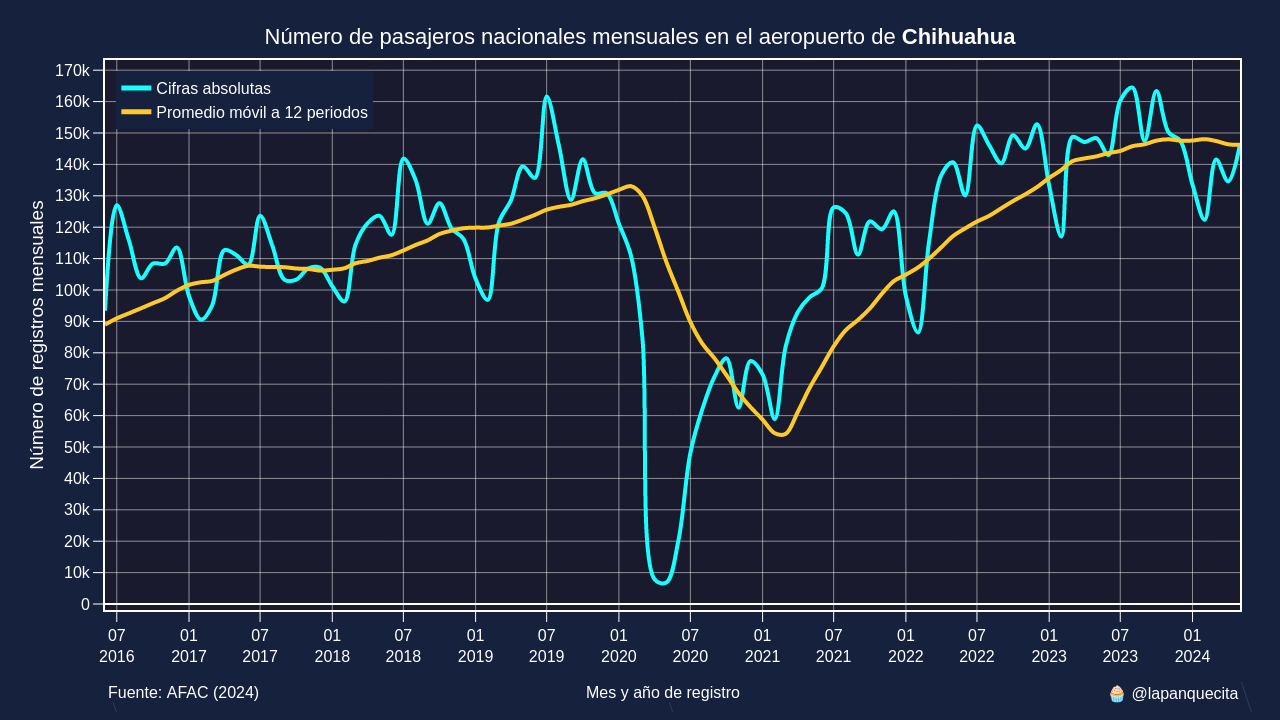 Número de pasajeros nacionales mensuales en el aeropuerto de Chihuahua
Cifras absolutas
Promedio móvil a 12 periodos
Número de registros mensuales
170k
160k
150k
140k
130k
120k
110k
100k
90k
80k
70k
60k
50k
40k
30k
20k
10k
0
07 01 07 01 07 01 07 01 07 01 07 01 07 01 07 01
2016 2017 2017 2018 2018 2019 2019 2020 2020 2021 2021 2022 2022 2023 2023 2024
Fuente: AFAC (2024) Mes y año de registro 🧁 @lapanquecita